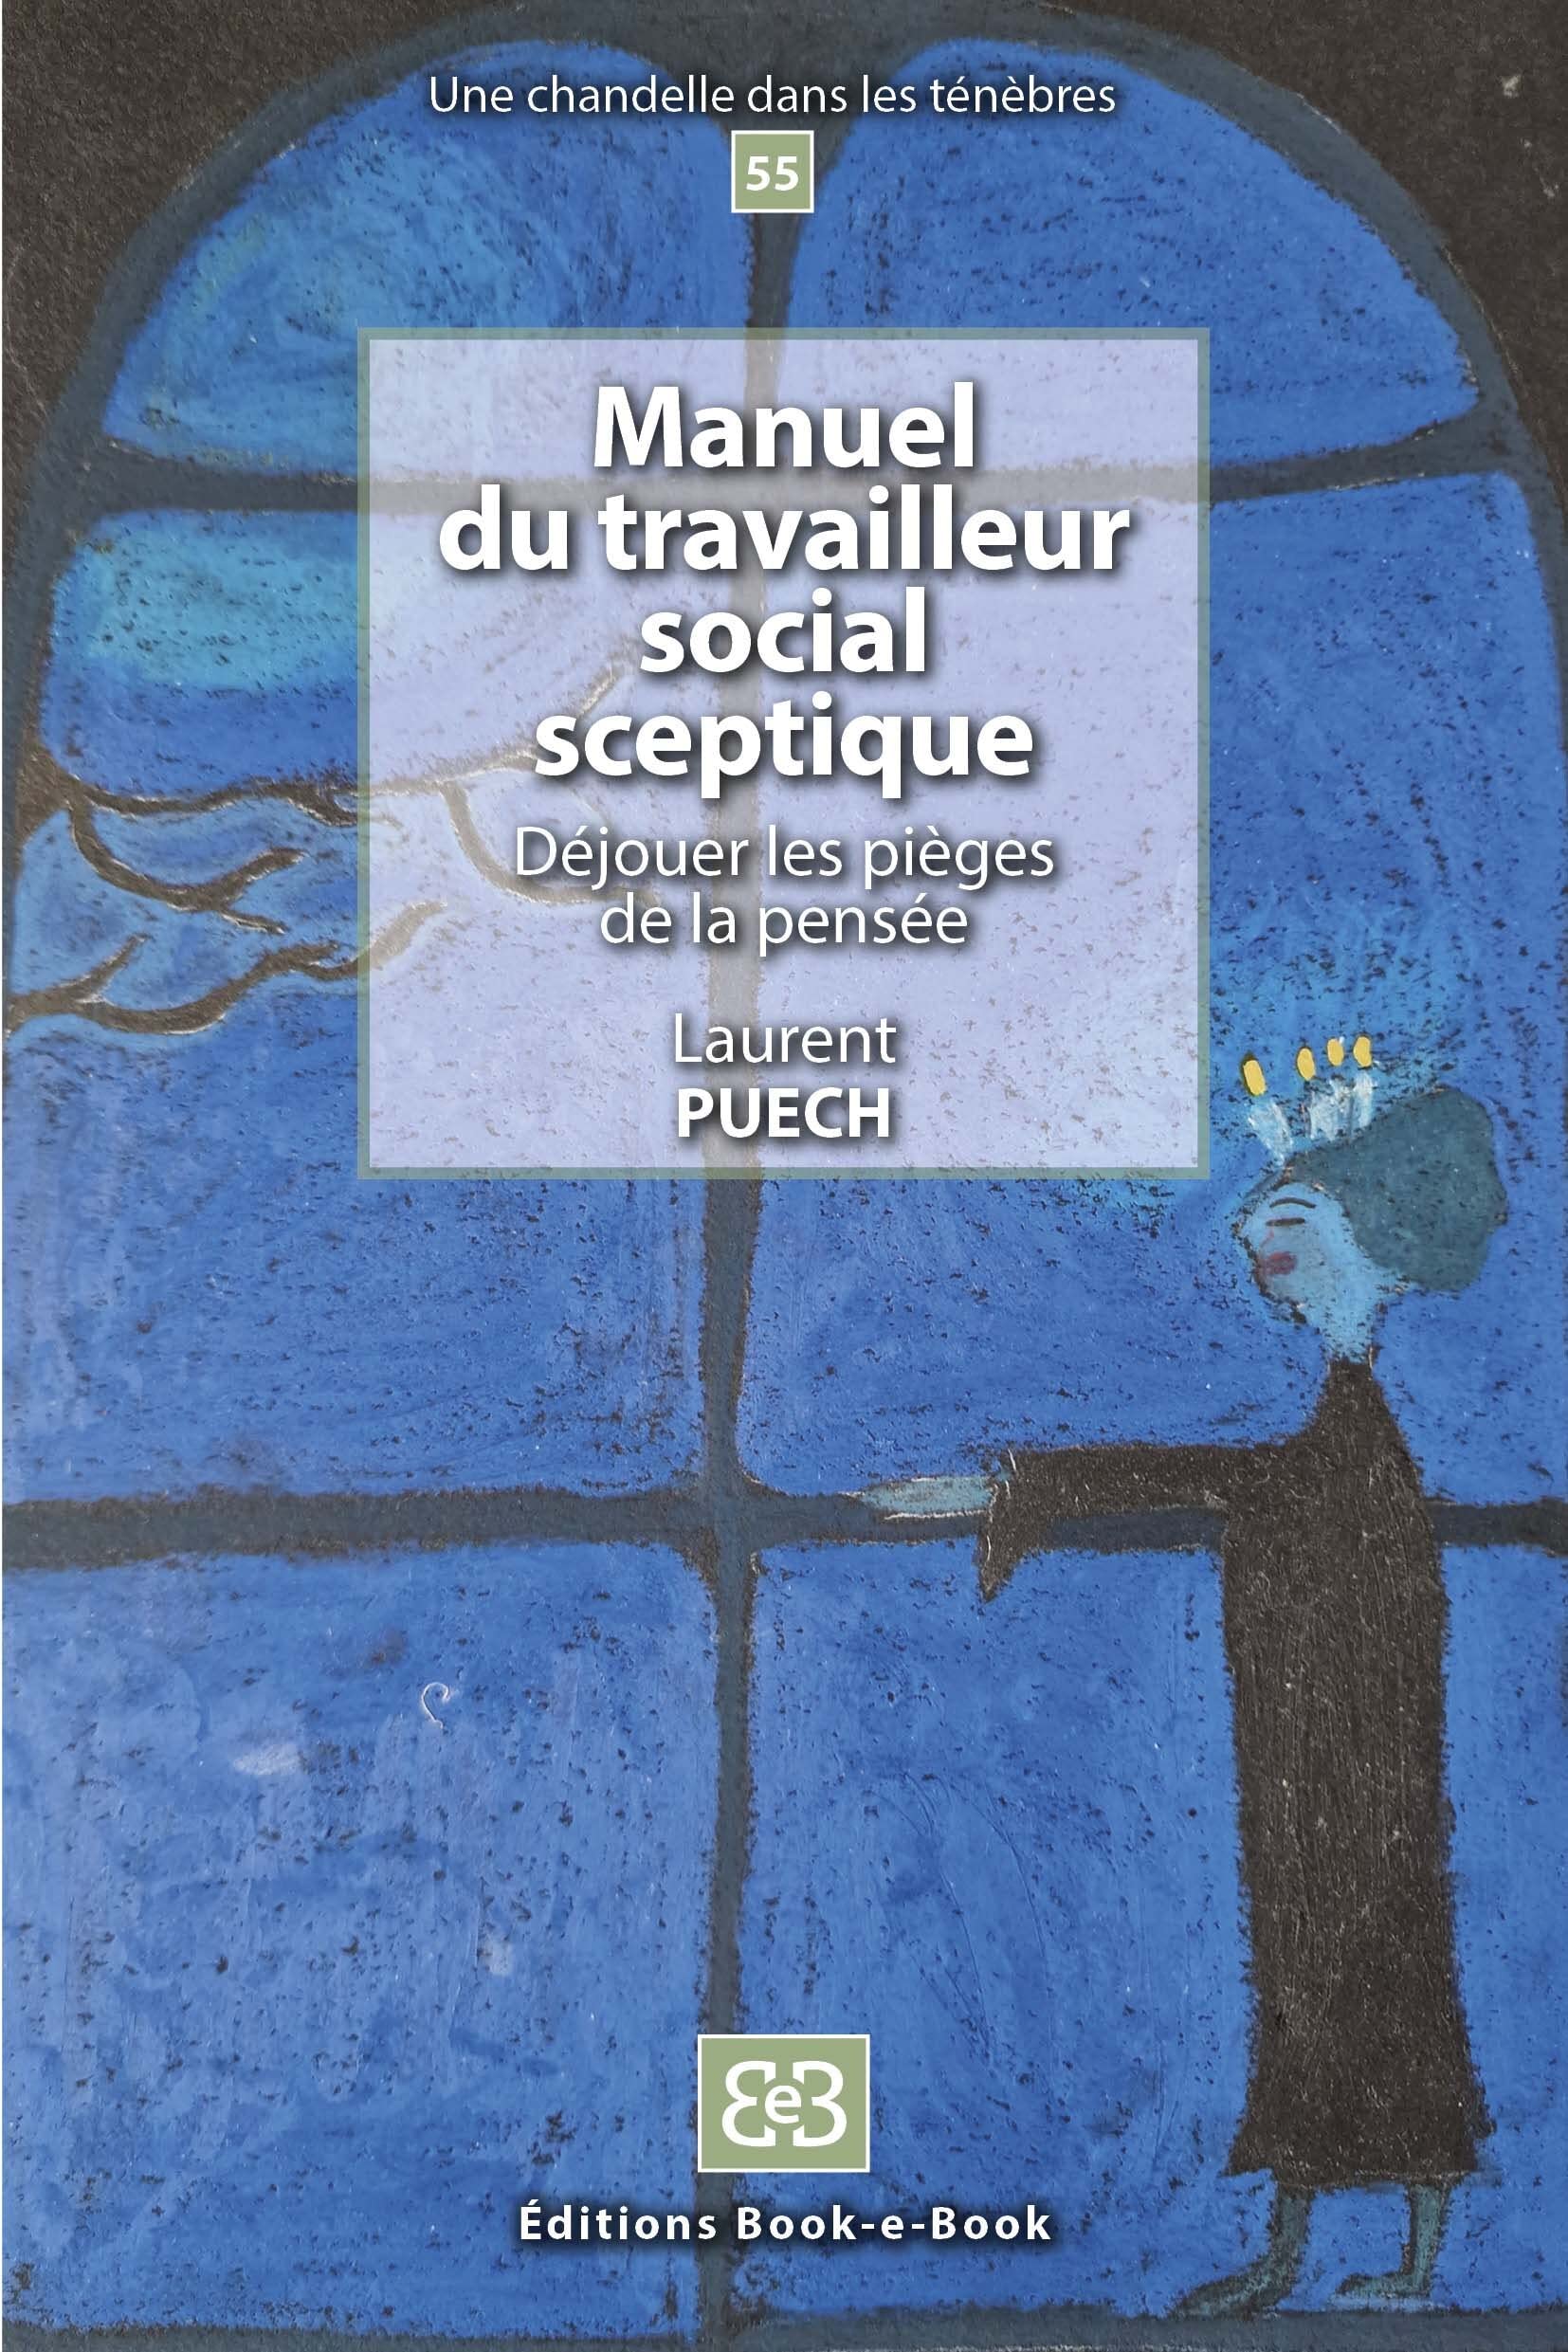 Une chandelle dans les ténèbres
55
Manuel
du travailleur
social
sceptique
Déjouer les pièges
de la pensée
Laurent
PUECH
BeB
Éditions Book-e-Book